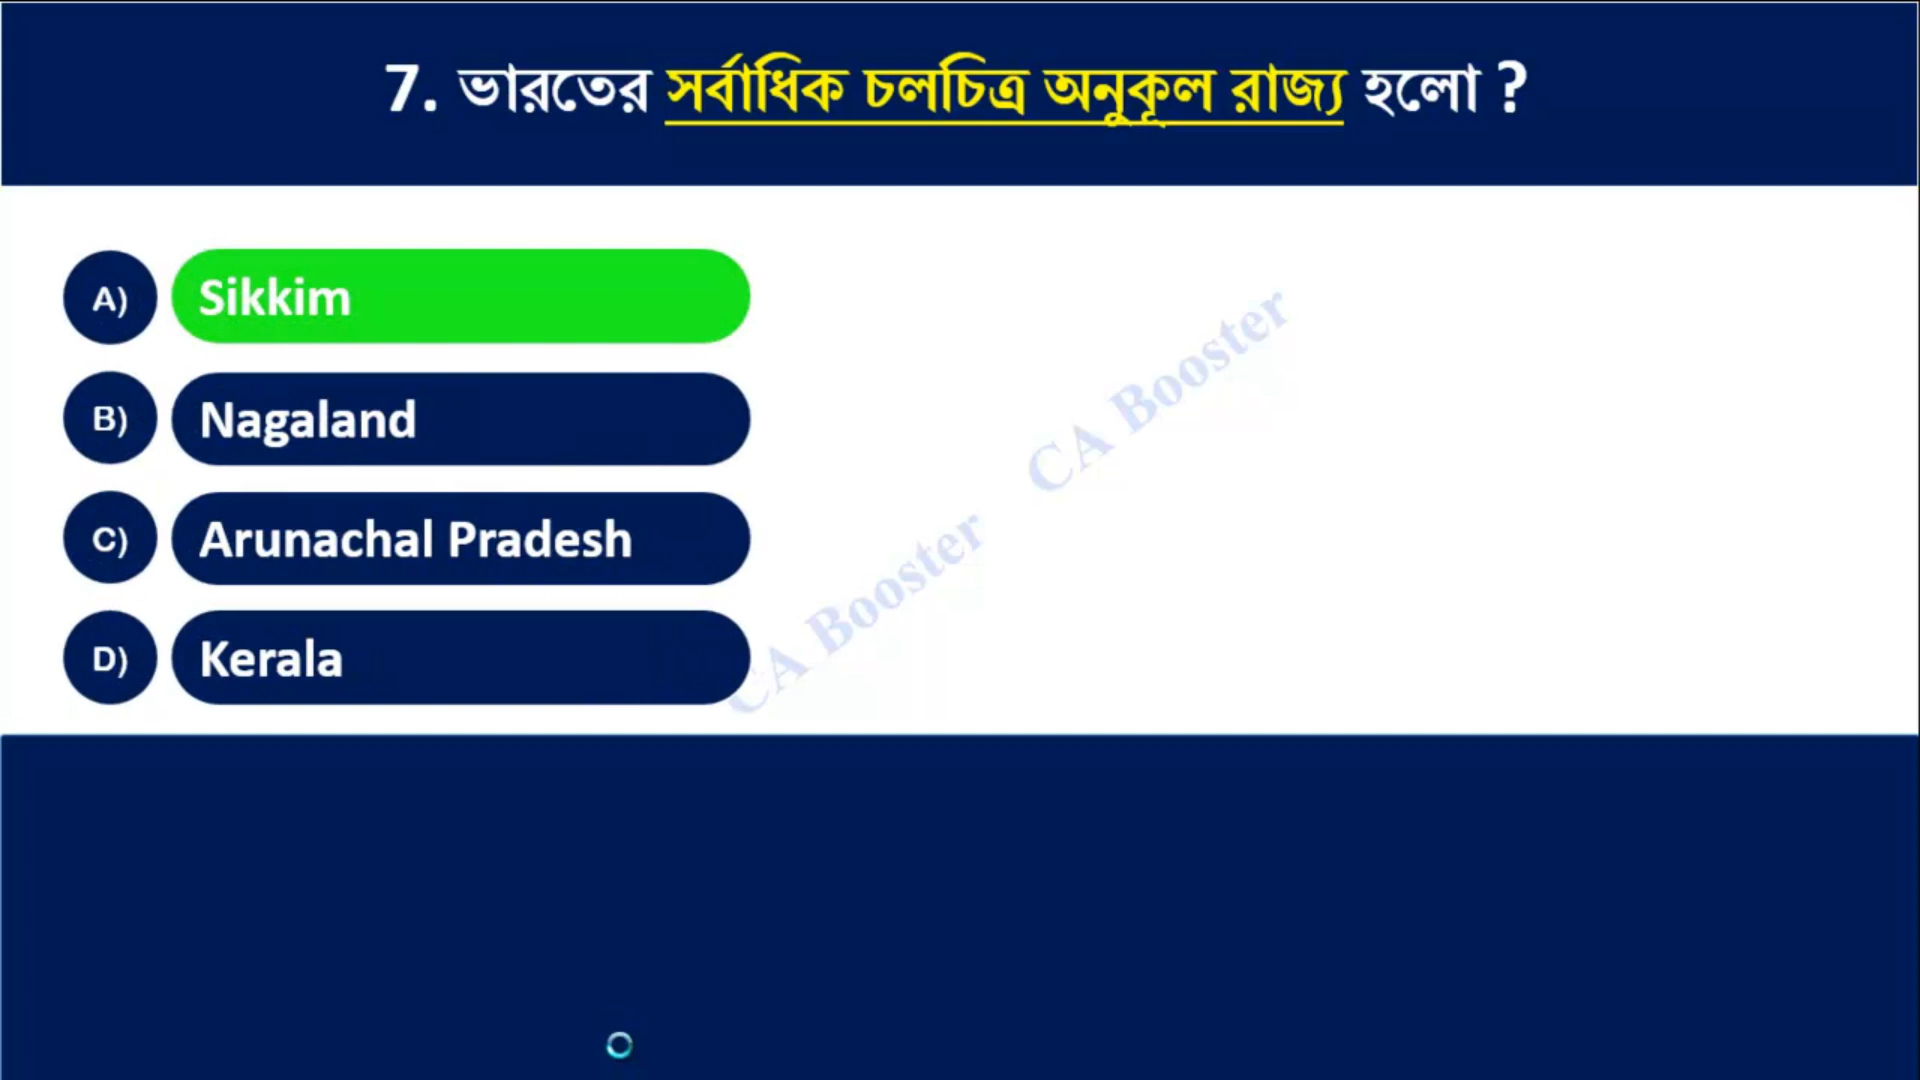 7. ভারতের সর্বাধিক চলচিত্র অনুকূল রাজ্য হলো ?
A) Sikkim
B) Nagaland
C) Arunachal Pradesh
D) Kerala
CA Booster
CA Booster